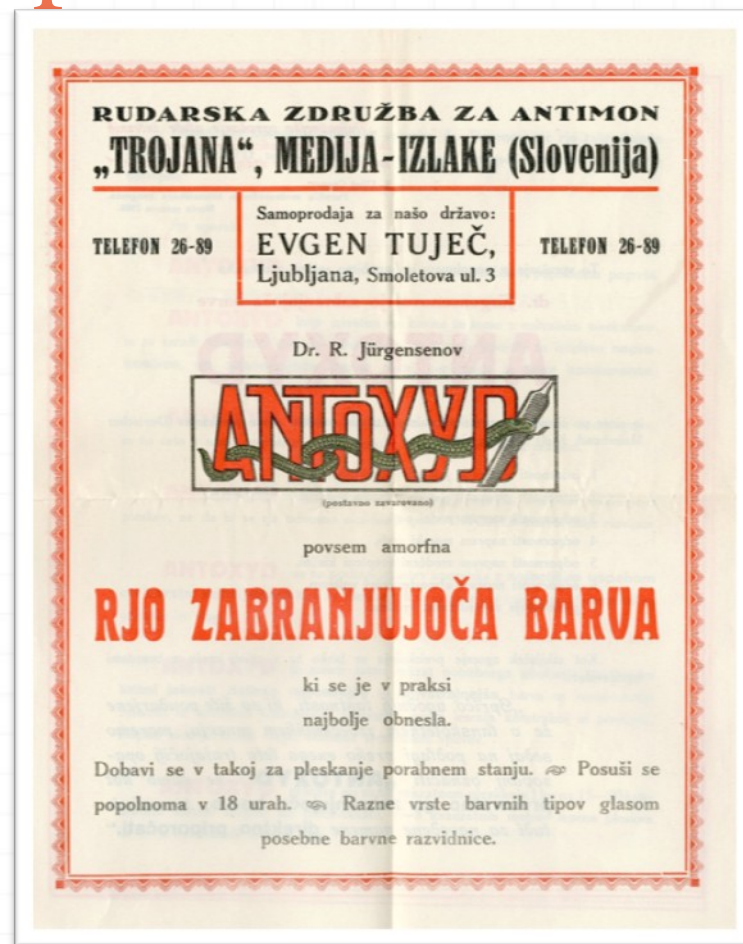 RUDARSKA ZDRUŽBA ZA ANTIMON
„TROJANA“, MEDIJA-IZLAKE (Slovenija)
TELEFON 26-89
Samoprodaja za našo državo:
EVGEN TUJEČ,
Ljubljana, Smoletova ul. 3
TELEFON 26-89
Dr. R. Jürgensenov
ANTOXYD
(postavno zavarovano)
povsem amorfna
RJO ZABRANJUJOČA BARVA
ki se je v praksi
najbolje obnesla.
Dobavi se v takoj za pleskanje porabnem stanju. Posuši se
popolnoma v 18 urah. Razne vrste barvnih tipov glasom
posebne barvne razvidnice.